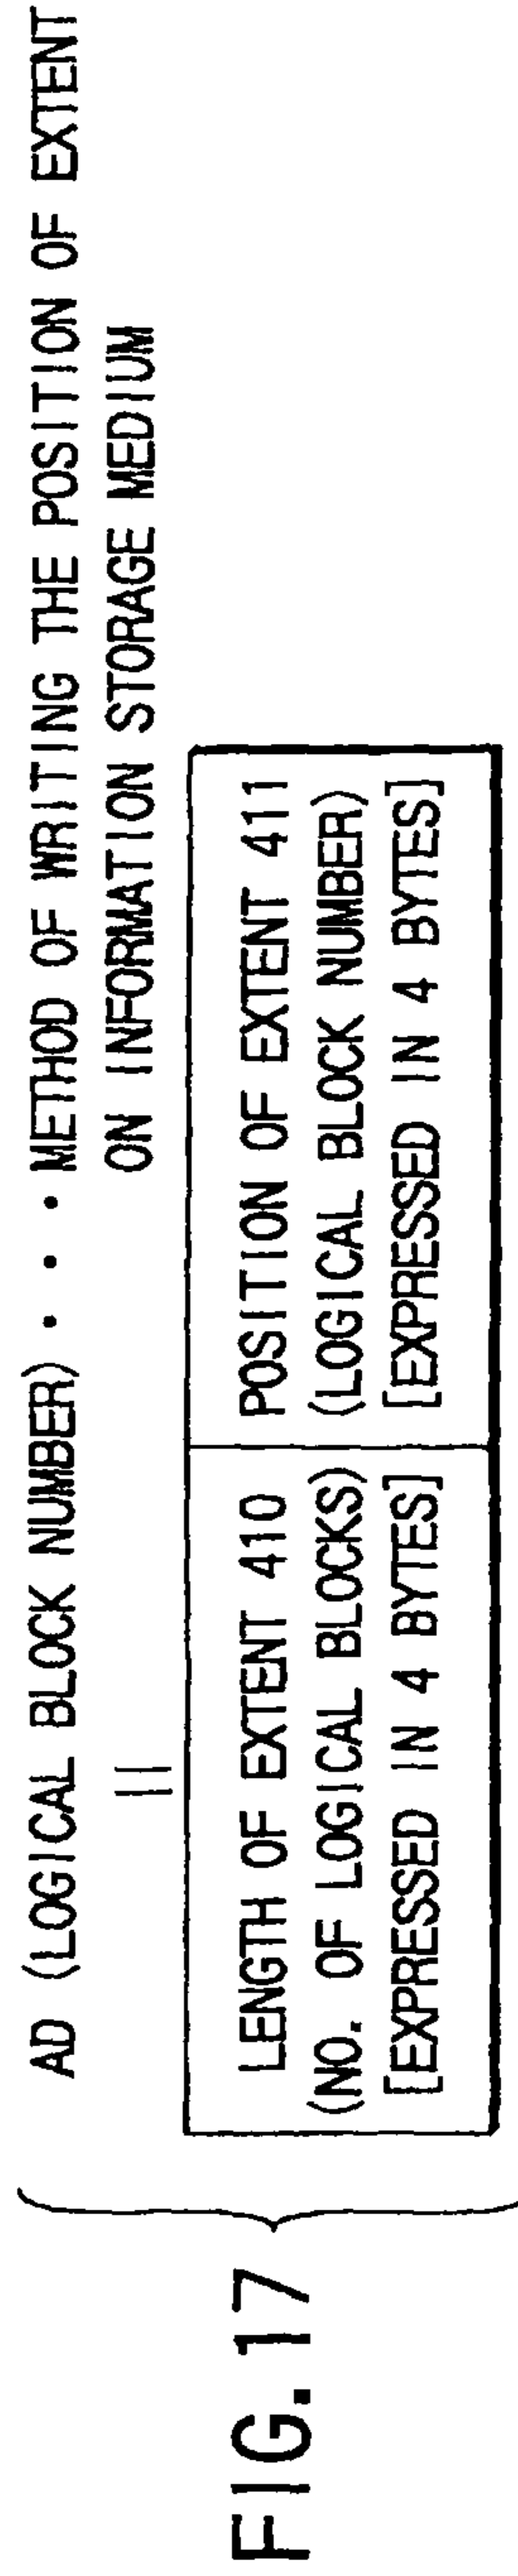 AD (LOGICAL BLOCK NUMBER) • • • METHOD OF WRITING THE POSITION OF EXTENT
ON INFORMATION STORAGE MEDIUM
||
LENGTH OF EXTENT 410
(NO. OF LOGICAL BLOCKS)
[EXPRESSED IN 4 BYTES]
POSITION OF EXTENT 411
(LOGICAL BLOCK NUMBER)
[EXPRESSED IN 4 BYTES]
FIG. 17